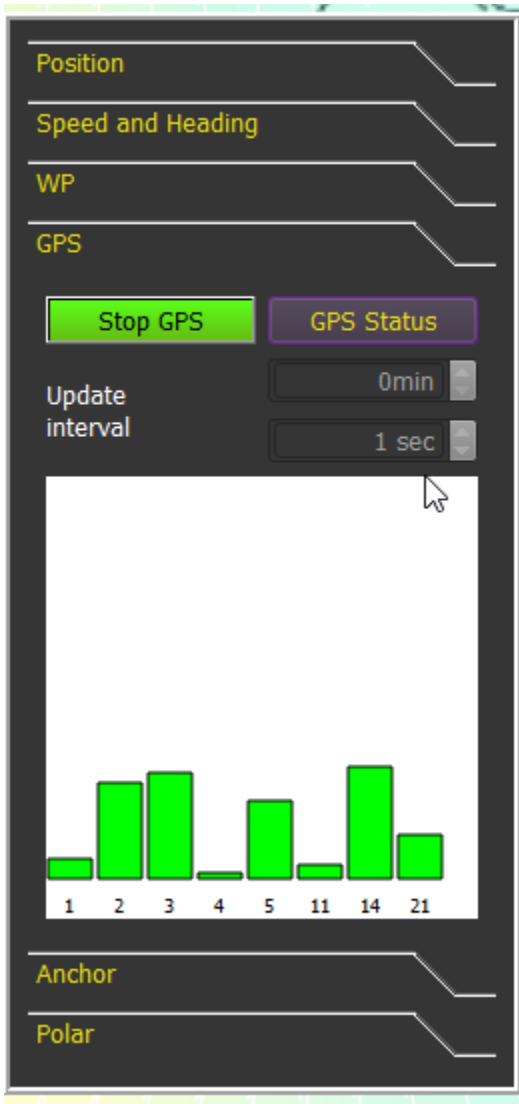 Position
Speed and Heading
WP
GPS
Stop GPS GPS Status
Update
interval
0min
1 sec
1 2 3 4 5 11 14 21
Anchor
Polar